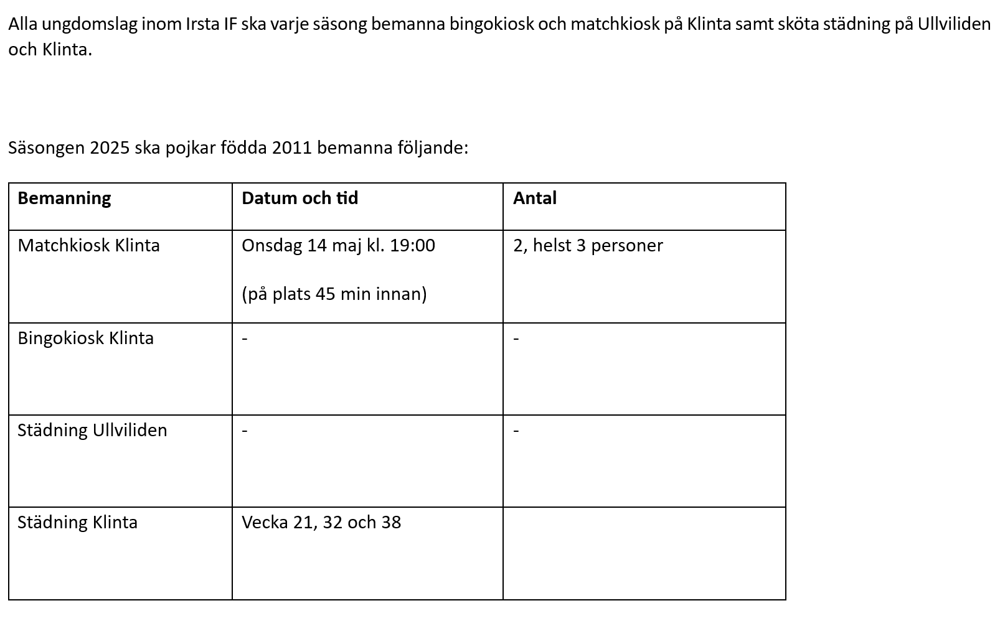 Alla ungdomslag inom Irsta IF ska varje säsong bemanna bingokiosk och matchkiosk på Klinta samt sköta städning på Ullviliden
och Klinta.
Säsongen 2025 ska pojkar födda 2011 bemanna följande:
Bemanning Datum och tid Antal
Matchkiosk Klinta Onsdag 14 maj kl. 19:00 2, helst 3 personer
(på plats 45 min innan)
Bingokiosk Klinta - -
Städning Ullviliden - -
Städning Klinta Vecka 21, 32 och 38